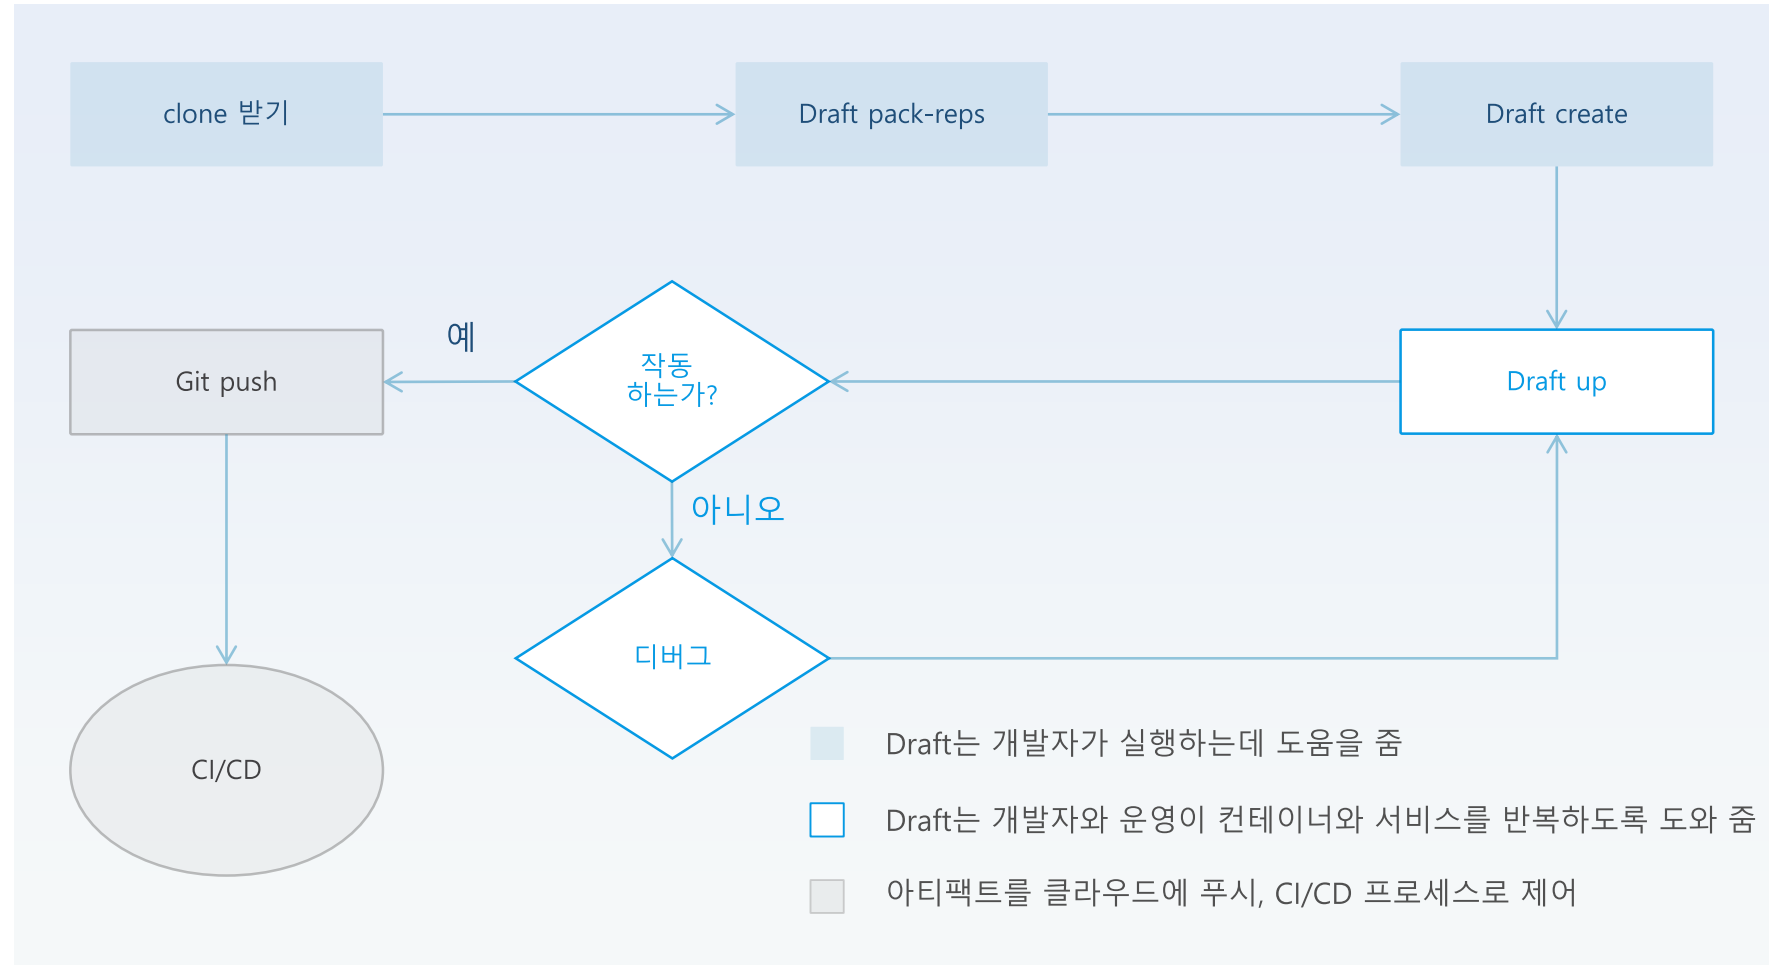 clone 받기
Draft pack-reps
Draft create
예
작동
하는가?
Git push
Draft up
아니오
디버그
CI/CD
Draft는 개발자가 실행하는데 도움을 줌
Draft는 개발자와 운영이 컨테이너와 서비스를 반복하도록 도와 줌
아티팩트를 클라우드에 푸시, CI/CD 프로세스로 제어